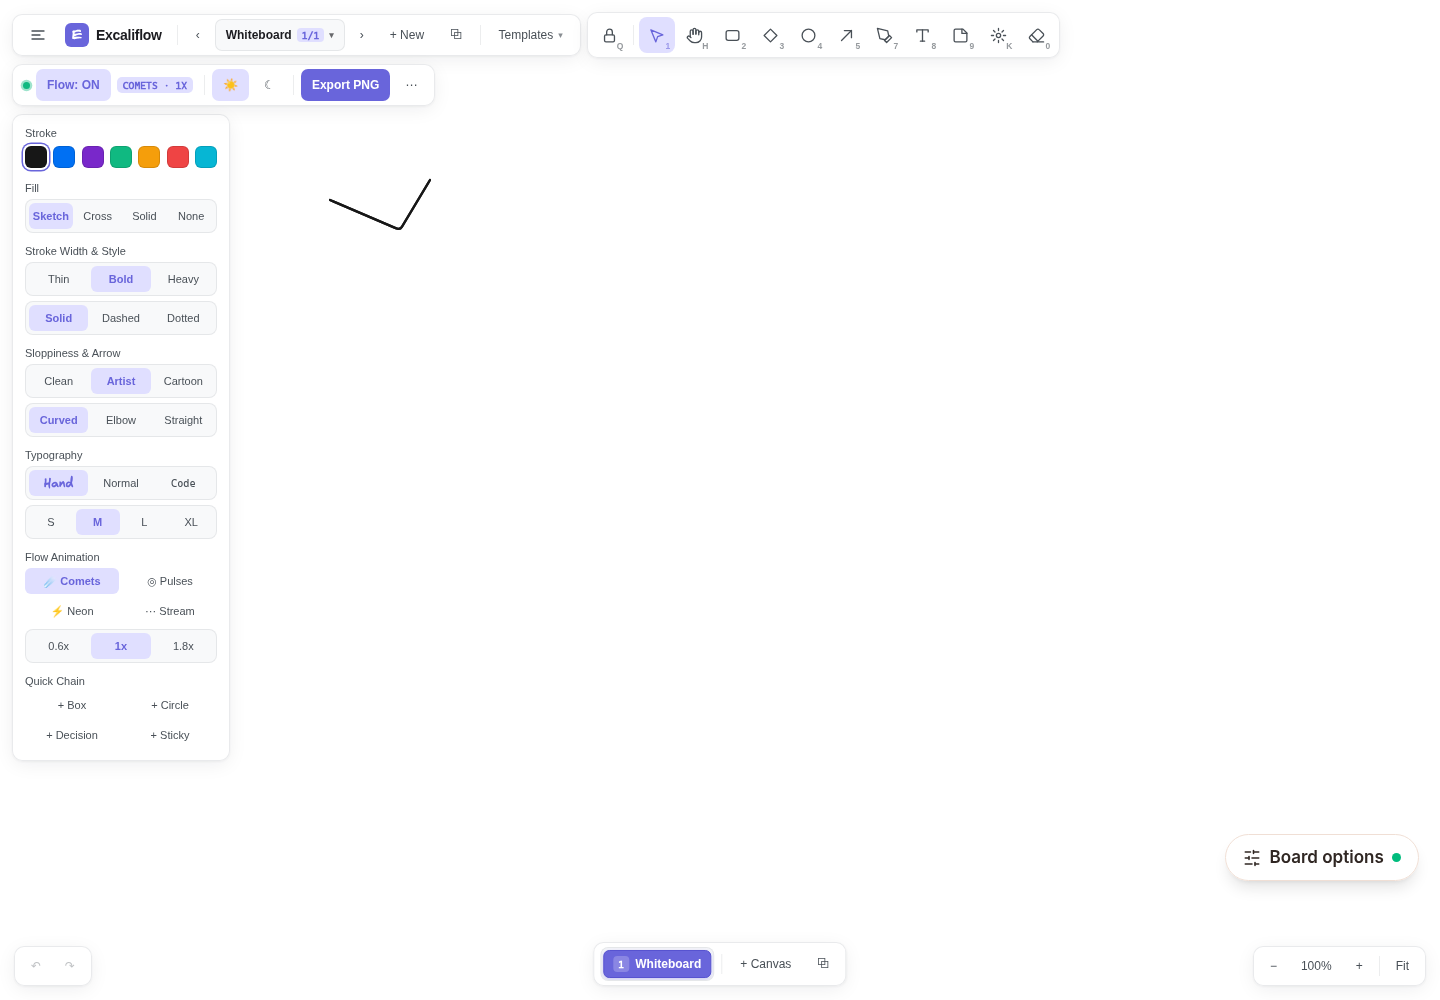 Excaliflow
‹
Whiteboard 1/1 ▾
›
+ New
Templates ▾
Q
1
H
2
3
4
5
7
8
9
K
0
Flow: ON
COMETS · 1X
Export PNG
···
Stroke
Fill
Sketch Cross Solid None
Stroke Width & Style
Thin Bold Heavy
Solid Dashed Dotted
Sloppiness & Arrow
Clean Artist Cartoon
Curved Elbow Straight
Typography
Hand Normal Code
S M L XL
Flow Animation
☄️ Comets ◎ Pulses
⚡ Neon ··· Stream
0.6x 1x 1.8x
Quick Chain
+ Box + Circle
+ Decision + Sticky
Board options
1 Whiteboard + Canvas
− 100% + Fit